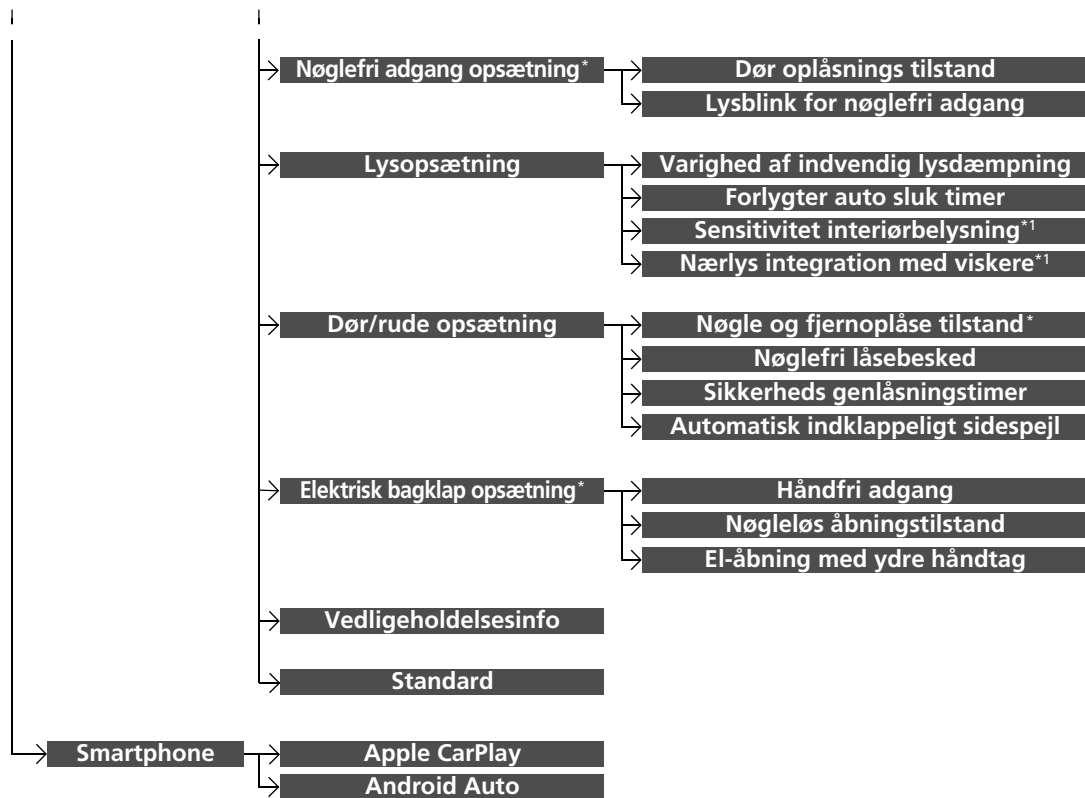 Nøglefri adgang opsætning*
Dør oplåsnings tilstand
Lysblink for nøglefri adgang
Lysopsætning
Varighed af indvendig lysdæmpning
Forlygter auto sluk timer
Sensitivitet interiørbelysning*1
Nærlys integration med viskere*1
Dør/rude opsætning
Nøgle og fjernoplåse tilstand*
Nøglefri låsebesked
Sikkerheds genlåsningstimer
Automatisk indklappeligt sidespejl
Elektrisk bagklap opsætning*
Håndfri adgang
Nøgleløs åbningstilstand
El-åbning med ydre håndtag
Vedligeholdelsesinfo
Standard
Smartphone
Apple CarPlay
Android Auto